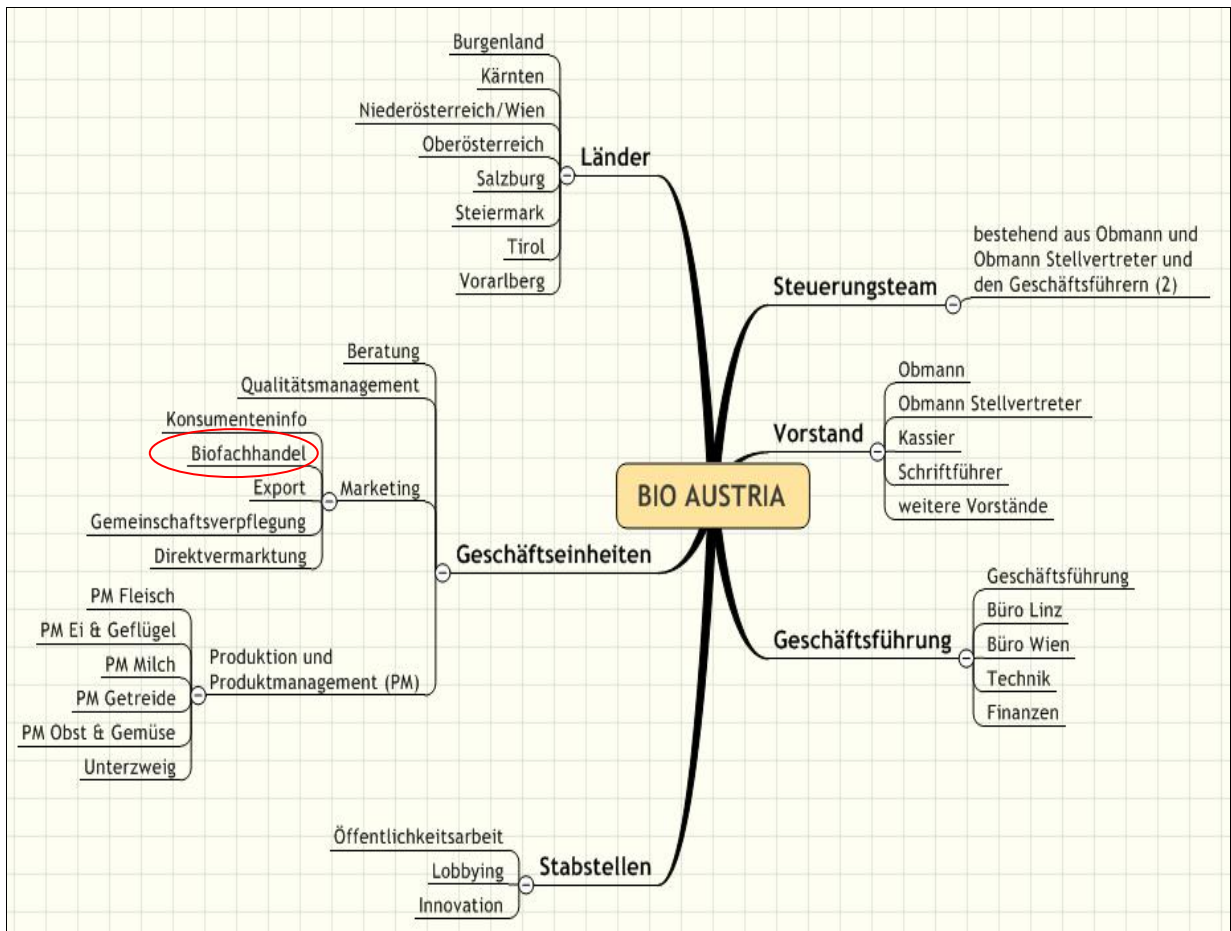 Burgenland
Kärnten
Niederösterreich/Wien
Oberösterreich
Salzburg
Steiermark
Tirol
Vorarlberg
Länder
Beratung
Qualitätsmanagement
Konsumenteninfo
Biofachhandel
Export
Gemeinschaftsverpflegung
Direktvermarktung
Marketing
PM Fleisch
PM Ei & Geflügel
PM Milch
PM Getreide
PM Obst & Gemüse
Unterzweig
Produktion und
Produktmanagement (PM)
Geschäftseinheiten
Öffentlichkeitsarbeit
Lobbying
Innovation
Stabstellen
BIO AUSTRIA
Steuerungsteam
bestehend aus Obmann und
Obmann Stellvertreter und
den Geschäftsführern (2)
Vorstand
Obmann
Obmann Stellvertreter
Kassier
Schriftführer
weitere Vorstände
Geschäftsführung
Geschäftsführung
Büro Linz
Büro Wien
Technik
Finanzen